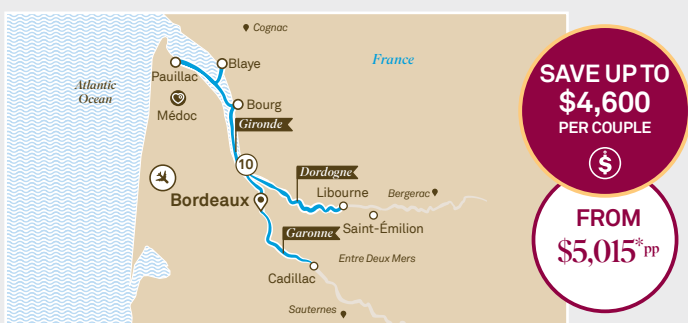 Cognac
France
Blaye
Pauillac
Atlantic
Ocean
Médoc
Bourg
Gironde
10
Dordogne
Libourne
Bergerac
Bordeaux
Saint-Émilion
Garonne
Entre Deux Mers
Cadillac
Sauternes
SAVE UP TO
$4,600
PER COUPLE
$
FROM
$5,015*pp